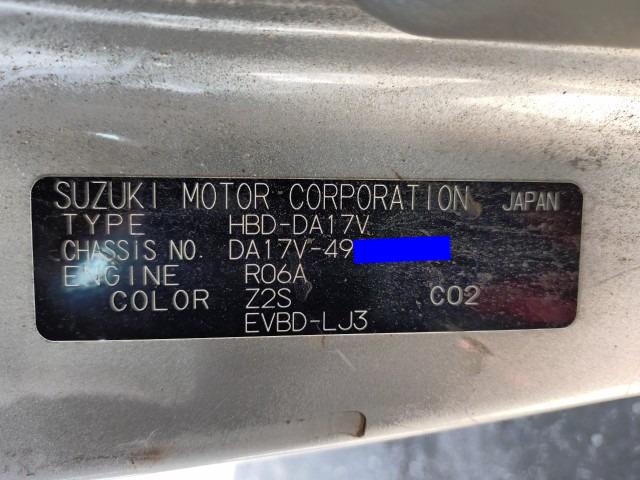 SUZUKI MOTOR CORPORATION JAPAN
TYPE HBD-DA17V
CHASSIS NO. DA17V-49
ENGINE R06A
COLOR Z2S C02
EVBD-LJ3